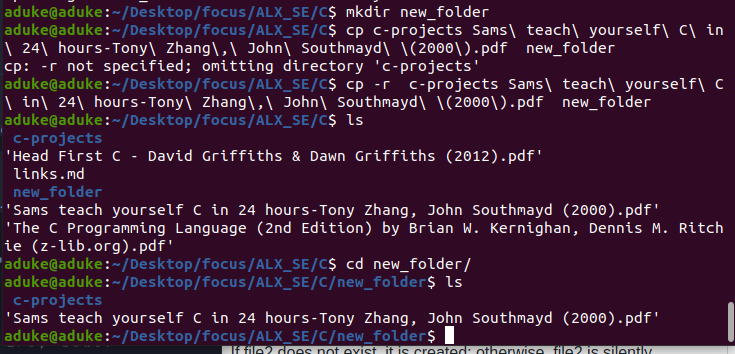 aduke@aduke:~/Desktop/focus/ALX_SE/C$ mkdir new_folder
aduke@aduke:~/Desktop/focus/ALX_SE/C$ cp c-projects Sams\ teach\ yourself\ C\ in
\ 24\ hours-Tony\ Zhang\,\ John\ Southmayd\ \(2000\).pdf  new_folder
cp: -r not specified; omitting directory 'c-projects'
aduke@aduke:~/Desktop/focus/ALX_SE/C$ cp -r  c-projects Sams\ teach\ yourself\ C
\ in\ 24\ hours-Tony\ Zhang\,\ John\ Southmayd\ \(2000\).pdf  new_folder
aduke@aduke:~/Desktop/focus/ALX_SE/C$ ls
c-projects
'Head First C - David Griffiths & Dawn Griffiths (2012).pdf'
links.md
new_folder
'Sams teach yourself C in 24 hours-Tony Zhang, John Southmayd (2000).pdf'
'The C Programming Language (2nd Edition) by Brian W. Kernighan, Dennis M. Ritch
ie (z-lib.org).pdf'
aduke@aduke:~/Desktop/focus/ALX_SE/C$ cd new_folder/
aduke@aduke:~/Desktop/focus/ALX_SE/C/new_folder$ ls
c-projects
'Sams teach yourself C in 24 hours-Tony Zhang, John Southmayd (2000).pdf'
aduke@aduke:~/Desktop/focus/ALX_SE/C/new_folder$
If file2 does not exist, it is created; otherwise, file2 is silently